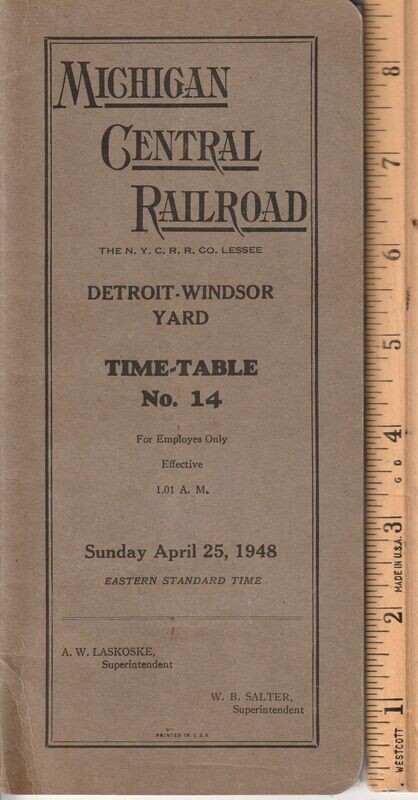 MICHIGAN
CENTRAL
RAILROAD
THE N. Y. C. R. R. CO. LESSEE
DETROIT-WINDSOR
YARD
TIME-TABLE
No. 14
For Employes Only
Effective
1.01 A. M.
Sunday April 25, 1948
EASTERN STANDARD TIME
A. W. LASKOSKE,
Superintendent
W. B. SALTER,
Superintendent
PRINTED IN U.S.A
8
7
6
5
4
G D
3
MADE IN U.S.A.
2
1
WESTCOTT